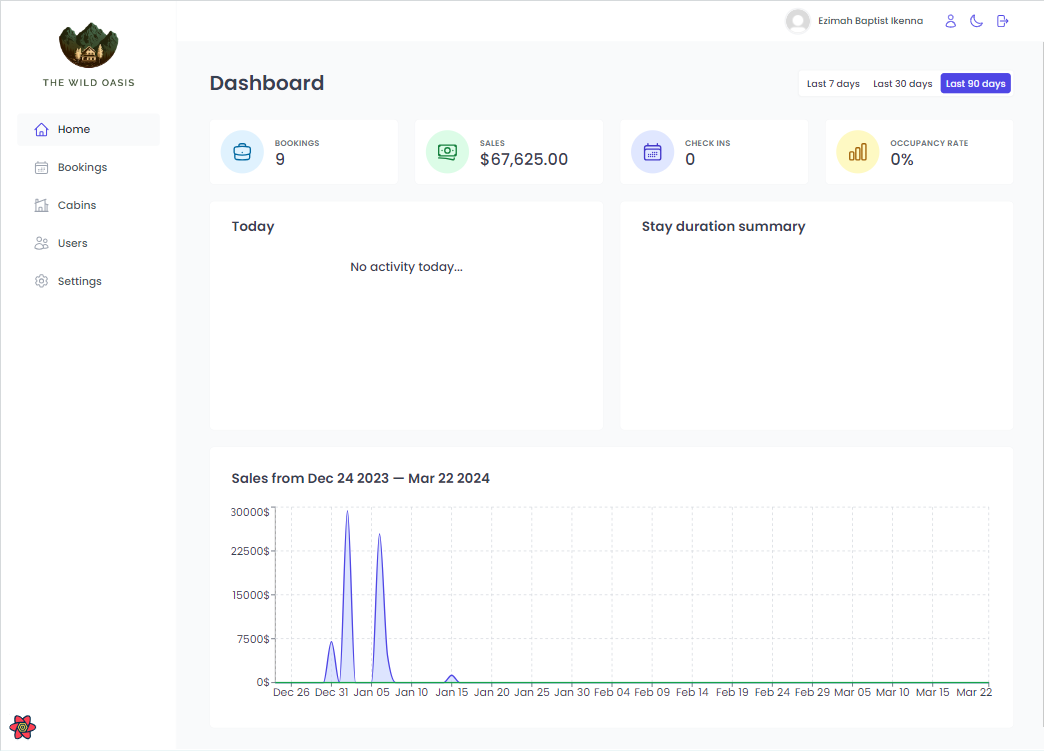 Ezimah Baptist Ikenna
THE WILD OASIS
Home
Bookings
Cabins
Users
Settings
Dashboard
Last 7 days Last 30 days Last 90 days
BOOKINGS
9
SALES
$67,625.00
CHECK INS
0
OCCUPANCY RATE
0%
Today
No activity today...
Stay duration summary
Sales from Dec 24 2023 — Mar 22 2024
30000$
22500$
15000$
7500$
0$
Dec 26 Dec 31 Jan 05 Jan 10 Jan 15 Jan 20 Jan 25 Jan 30 Feb 04 Feb 09 Feb 14 Feb 19 Feb 24 Feb 29 Mar 05 Mar 10 Mar 15 Mar 22